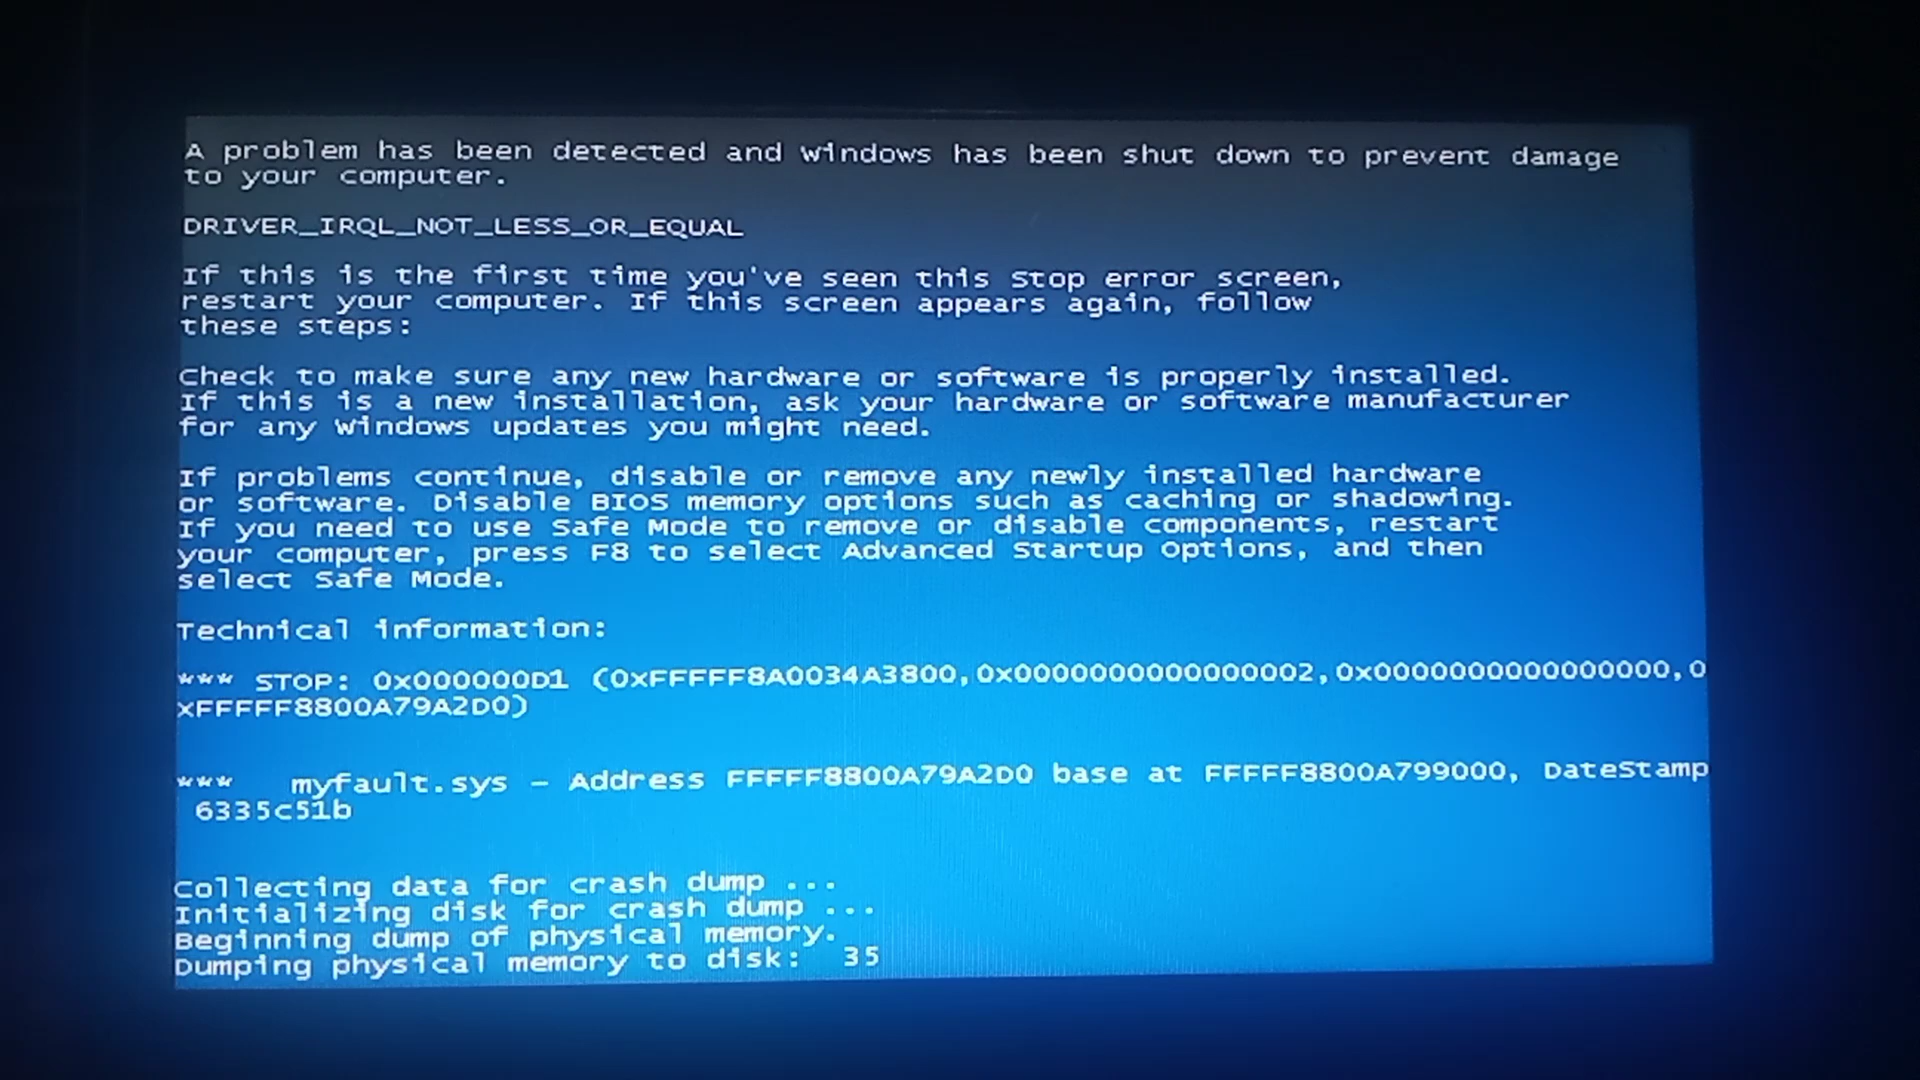 A problem has been detected and windows has been shut down to prevent damage
to your computer.
DRIVER_IRQL_NOT_LESS_OR_EQUAL
If this is the first time you've seen this Stop error screen,
restart your computer. If this screen appears again, follow
these steps:
Check to make sure any new hardware or software is properly installed.
If this is a new installation, ask your hardware or software manufacturer
for any windows updates you might need.
If problems continue, disable or remove any newly installed hardware
or software. Disable BIOS memory options such as caching or shadowing.
If you need to use Safe Mode to remove or disable components, restart
your computer, press F8 to select Advanced Startup Options, and then
select Safe Mode.
Technical information:
*** STOP: 0x000000D1 (0xFFFFF8A0034A3800,0x0000000000000002,0x0000000000000000,0
xFFFFF8800A79A2D0)
*** myfault.sys - Address FFFFF8800A79A2D0 base at FFFFF8800A799000, DateStamp
6335c51b
Collecting data for crash dump ...
Initializing disk for crash dump ...
Beginning dump of physical memory.
Dumping physical memory to disk: 35